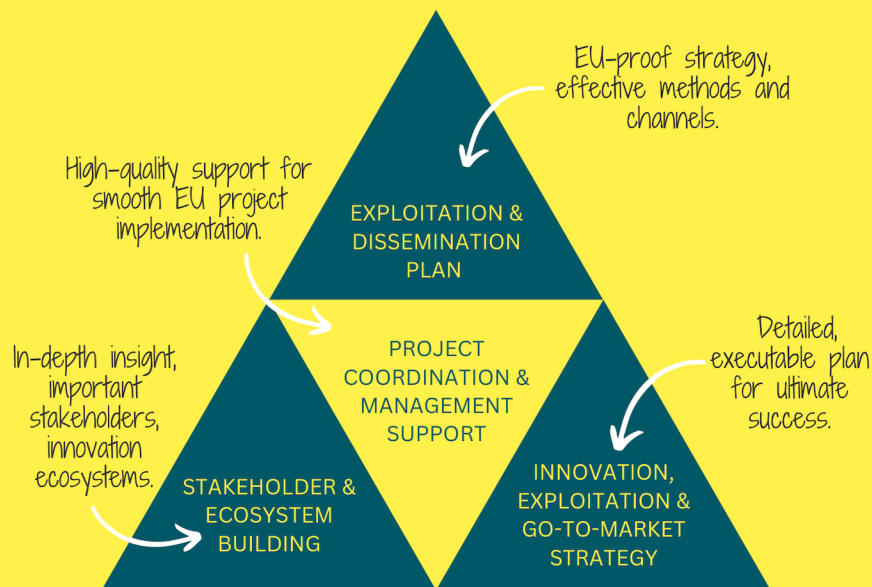 EU-proof strategy,
effective methods and
channels.
High-quality support for
smooth EU project
implementation.
EXPLOITATION &
DISSEMINATION
PLAN
Detailed,
executable plan
for ultimate
success.
In-depth insight,
important
stakeholders,
innovation
ecosystems.
PROJECT
COORDINATION &
MANAGEMENT
SUPPORT
STAKEHOLDER &
ECOSYSTEM
BUILDING
INNOVATION,
EXPLOITATION &
GO-TO-MARKET
STRATEGY